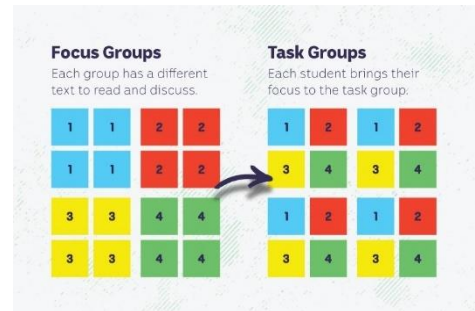 Focus Groups
Each group has a different
text to read and discuss.
1 1 2 2
1 1 2 2
3 3 4 4
3 3 4 4
Task Groups
Each student brings their
focus to the task group.
1 2 1 2
3 4 3 4
1 2 1 2
3 4 3 4